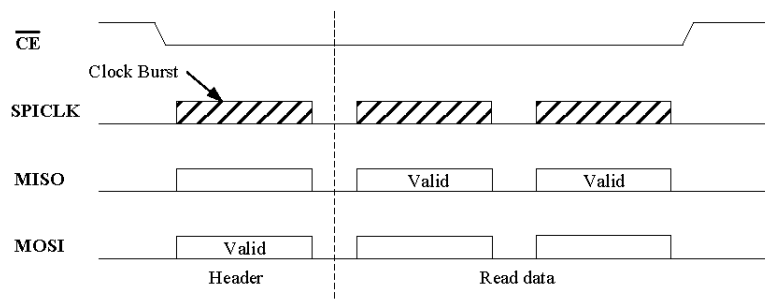 CE
Clock Burst
SPICLK
MISO
Valid
Valid
MOSI
Valid
Header
Read data